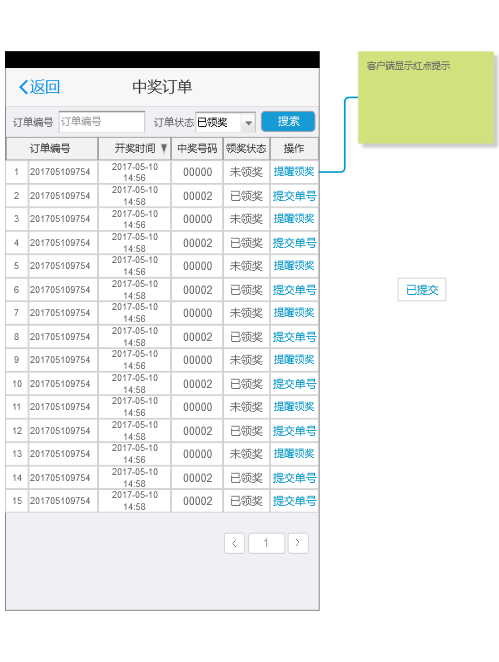 客户端显示红点提示
返回 中奖订单
订单编号 订单编号 订单状态 已领奖 搜索
订单编号 开奖时间 中奖号码 领奖状态 操作
1 201705109754 2017-05-10 14:56 00000 未领奖 提醒领奖
2 201705109754 2017-05-10 14:58 00002 已领奖 提交单号
3 201705109754 2017-05-10 14:56 00000 未领奖 提醒领奖
4 201705109754 2017-05-10 14:58 00002 已领奖 提交单号
5 201705109754 2017-05-10 14:56 00000 未领奖 提醒领奖
6 201705109754 2017-05-10 14:58 00002 已领奖 提交单号
已提交
7 201705109754 2017-05-10 14:56 00000 未领奖 提醒领奖
8 201705109754 2017-05-10 14:58 00002 已领奖 提交单号
9 201705109754 2017-05-10 14:56 00000 未领奖 提醒领奖
10 201705109754 2017-05-10 14:58 00002 已领奖 提交单号
11 201705109754 2017-05-10 14:56 00000 未领奖 提醒领奖
12 201705109754 2017-05-10 14:58 00002 已领奖 提交单号
13 201705109754 2017-05-10 14:56 00000 未领奖 提醒领奖
14 201705109754 2017-05-10 14:58 00002 已领奖 提交单号
15 201705109754 2017-05-10 14:58 00002 已领奖 提交单号
1